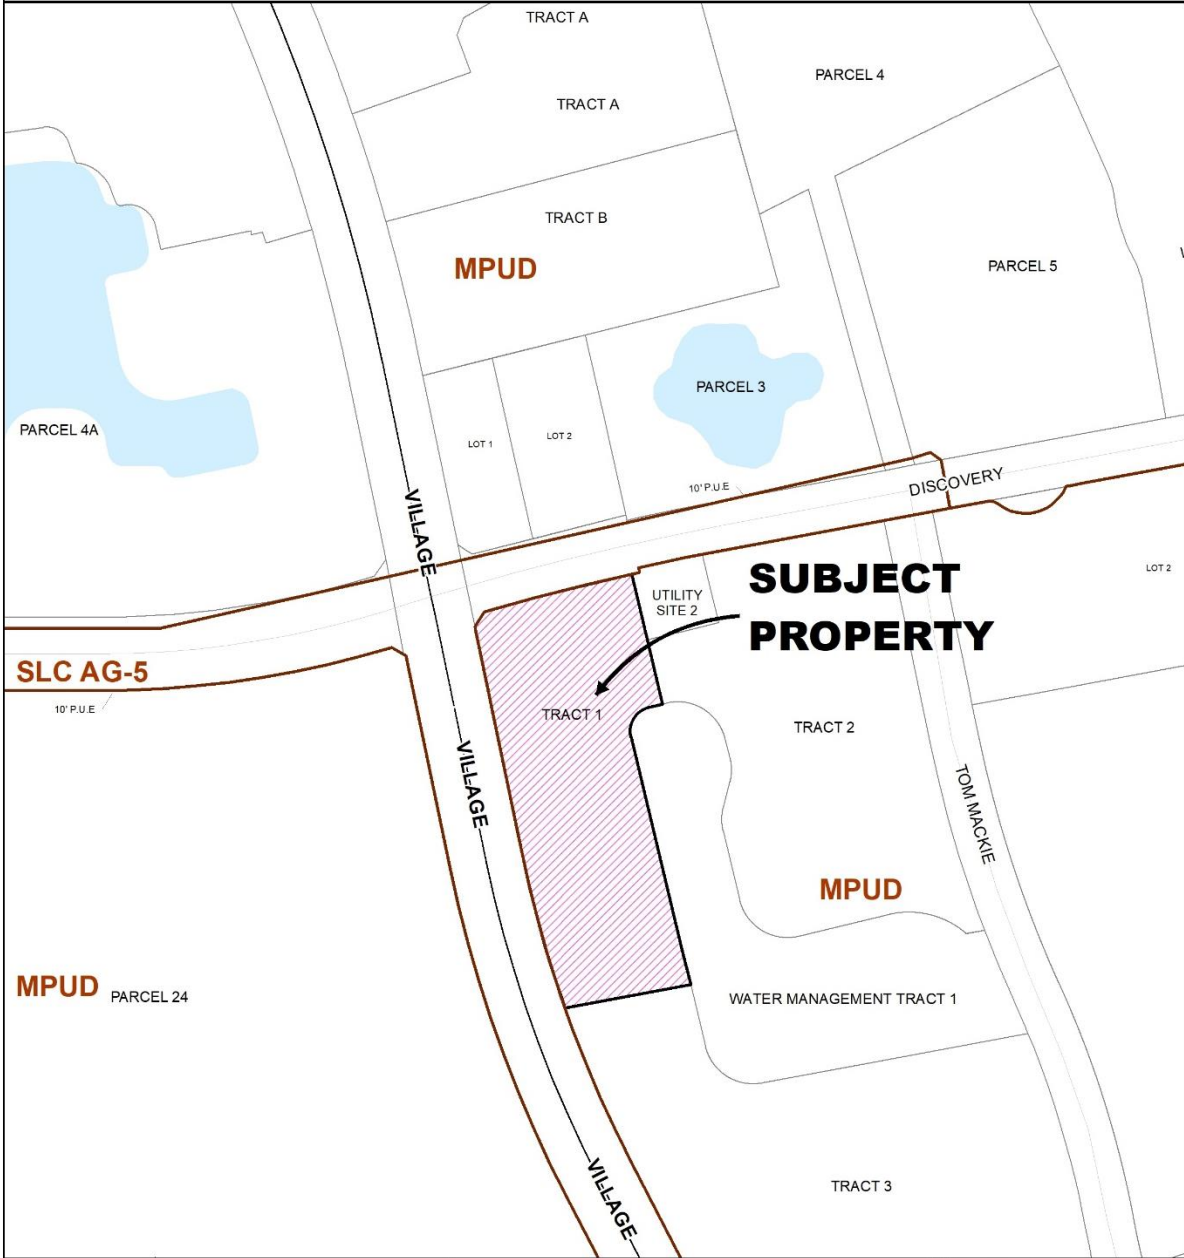 TRACT A
PARCEL 4
TRACT A
TRACT B
MPUD
PARCEL 5
PARCEL 3
PARCEL 4A
LOT 1
LOT 2
10' P.U.E
DISCOVERY
VILLAGE
SUBJECT
PROPERTY
LOT 2
UTILITY
SITE 2
SLC AG-5
10' P.U.E
TRACT 1
TRACT 2
VILLAGE
TOM MACKIE
MPUD
MPUD
PARCEL 24
WATER MANAGEMENT TRACT 1
VILLAGE
TRACT 3